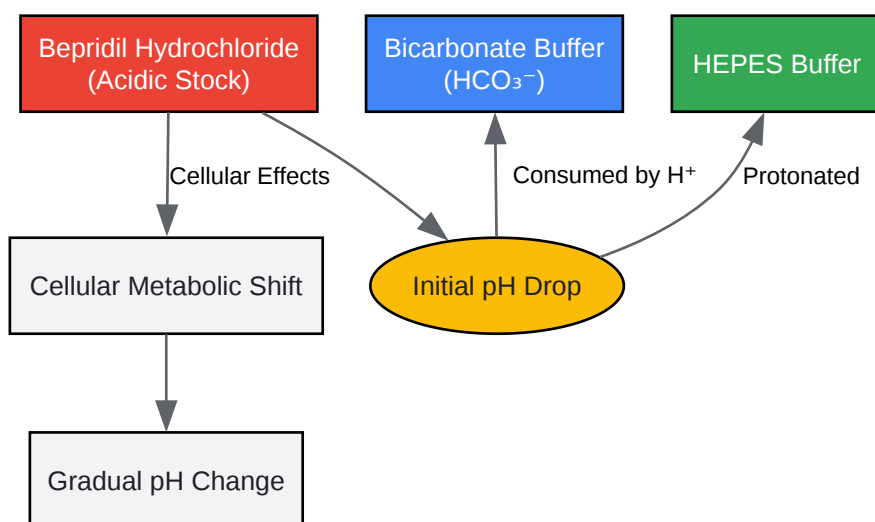 Bepridil Hydrochloride
(Acidic Stock)
Bicarbonate Buffer
(HCO₃⁻)
HEPES Buffer
Cellular Effects
Consumed by H⁺
Protonated
Cellular Metabolic Shift
Initial pH Drop
Gradual pH Change